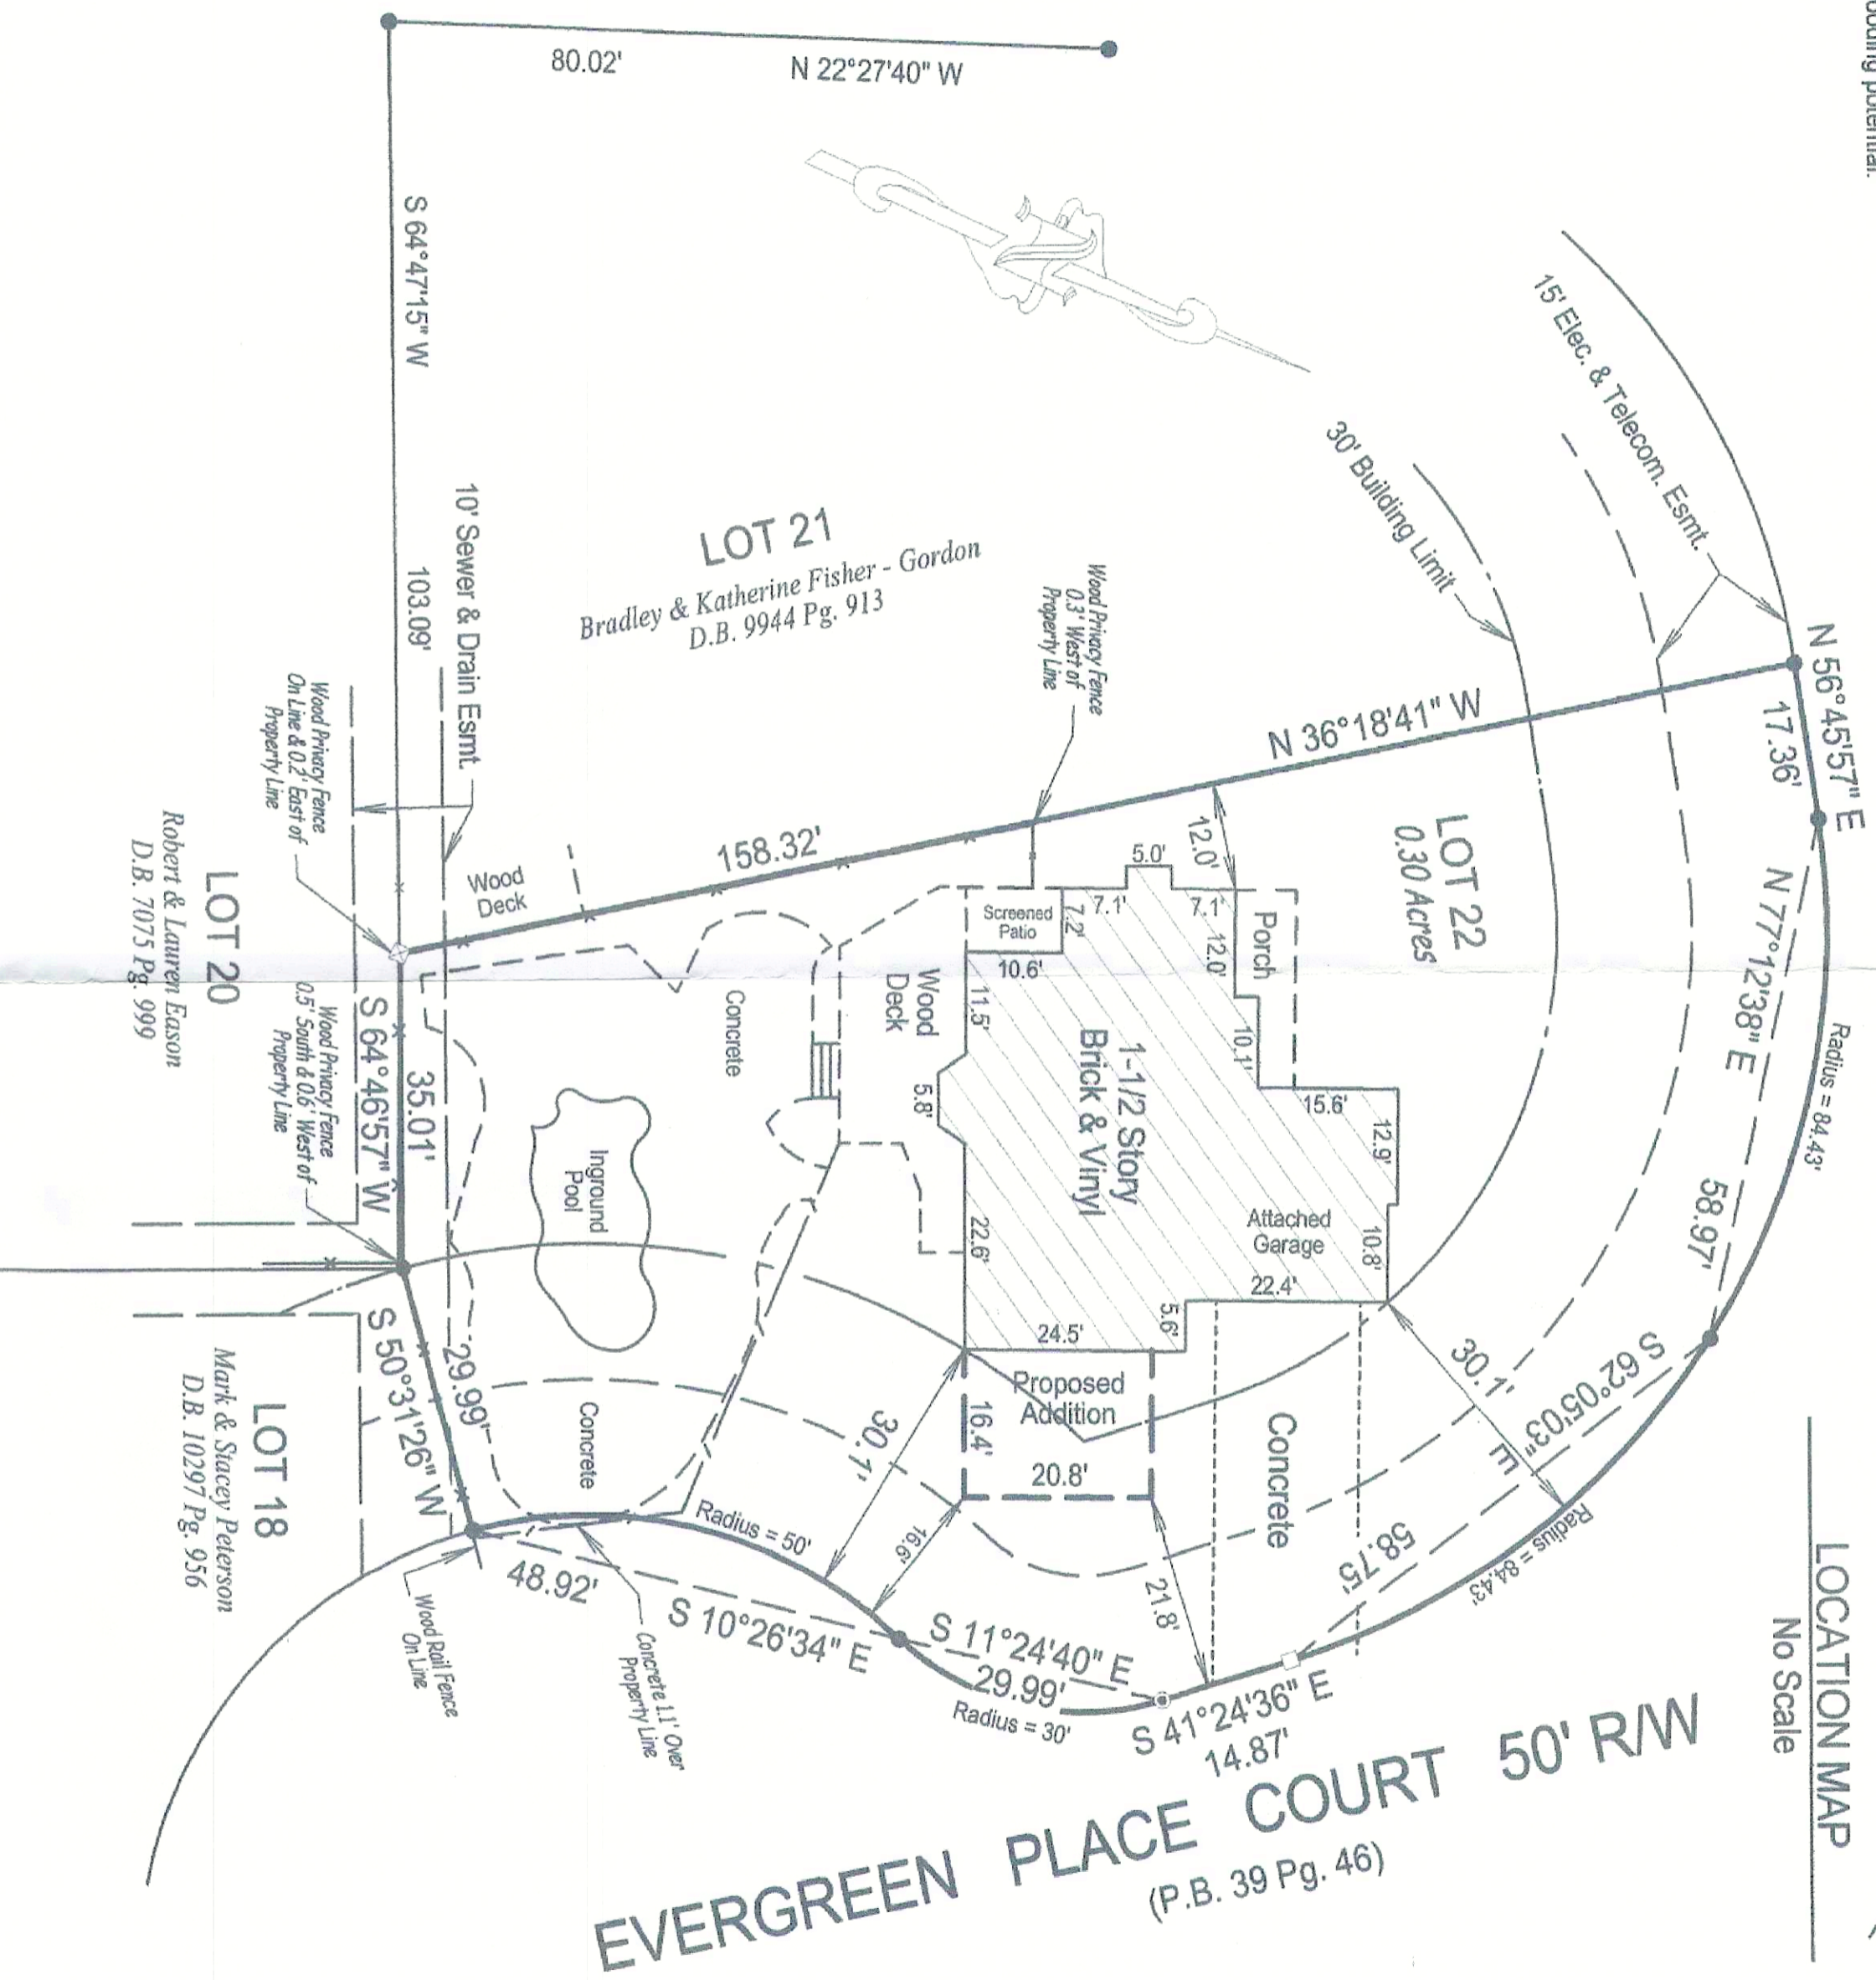 80.02'
N 22°27'40" W
S 64°47'15" W
103.09'
10' Sewer & Drain Esmt.
LOT 21
Bradley & Katherine Fisher - Gordon
D.B. 9944 Pg. 913
15' Elec. & Telecom. Esmt.
30' Building Limit
Wood Privacy Fence
0.3' West of
Property Line
N 36°18'41" W
158.32'
N 56°45'57" E
17.36'
LOT 22
0.30 Acres
N 77°12'38" E
58.97'
Radius = 84.43'
Wood Privacy Fence
On Line & 0.2' East of
Property Line
LOT 20
Robert & Lauren Eason
D.B. 7075 Pg. 999
Wood Privacy Fence
0.5' South & 0.6' West of
Property Line
S 64°46'57" W
35.01'
Wood
Deck
Concrete
Wood
Deck
Screened
Patio
10.6'
7.2'
7.1'
5.0'
7.1'
12.0'
12.0'
Porch
10.1'
15.6'
12.9'
10.8'
22.4'
5.6'
24.5'
22.6'
5.8'
11.5'
1-1/2 Story
Brick & Vinyl
Attached
Garage
Inground
Pool
Concrete
Proposed
Addition
16.4'
20.8'
Concrete
30.1'
30.1'
16.6'
21.8'
S 62°05'03" E
58.75'
Radius = 84.43'
S 50°31'26" W
29.99'
LOT 18
Mark & Stacey Peterson
D.B. 10297 Pg. 956
Wood Rail Fence
On Line
Concrete 1.1' Over
Property Line
Radius = 50'
48.92'
S 10°26'34" E
S 11°24'40" E
29.99'
Radius = 30'
S 41°24'36" E
14.87'
EVERGREEN PLACE COURT 50' R/W
(P.B. 39 Pg. 46)
LOCATION MAP
No Scale
potential.